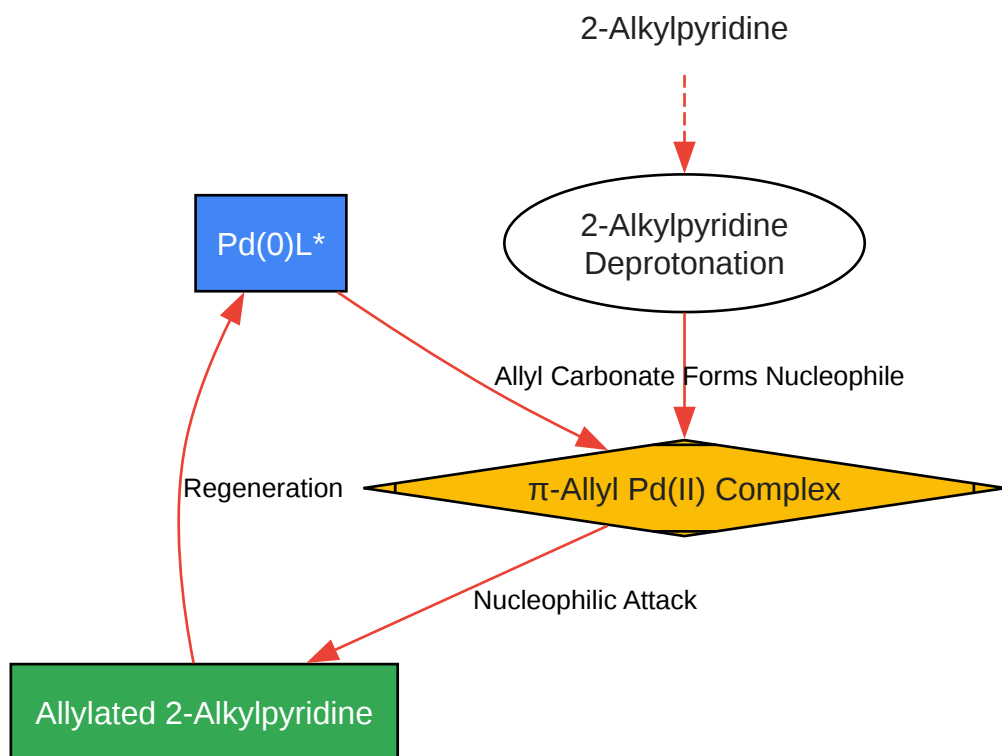 2-Alkylpyridine
2-Alkylpyridine
Deprotonation
Pd(0)L*
Allyl Carbonate Forms Nucleophile
Regeneration
π-Allyl Pd(II) Complex
Nucleophilic Attack
Allylated 2-Alkylpyridine